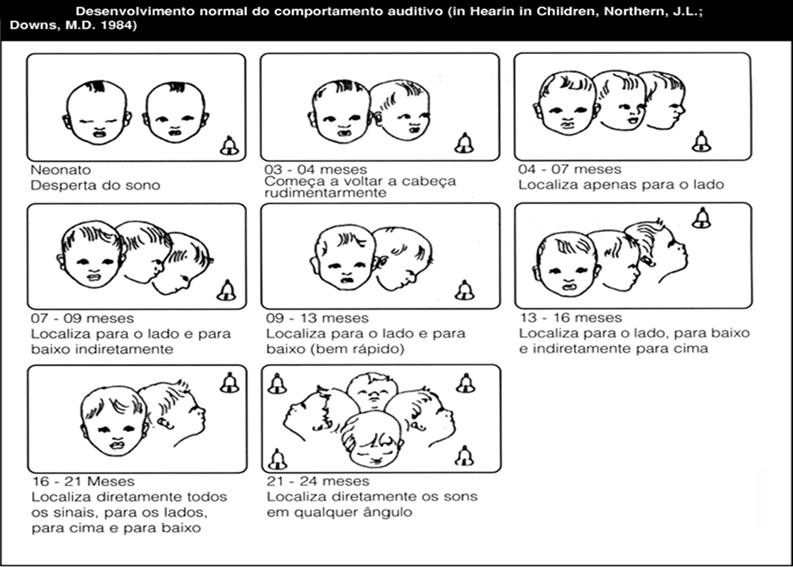 Desenvolvimento normal do comportamento auditivo (in Hearin in Children, Northern, J.L.;
Downs, M.D. 1984)
Neonato
Desperta do sono
03 - 04 meses
Começa a voltar a cabeça
rudimentarmente
04 - 07 meses
Localiza apenas para o lado
07 - 09 meses
Localiza para o lado e para
baixo indiretamente
09 - 13 meses
Localiza para o lado e para
baixo (bem rápido)
13 - 16 meses
Localiza para o lado, para baixo
e indiretamente para cima
16 - 21 Meses
Localiza diretamente todos
os sinais, para os lados,
para cima e para baixo
21 - 24 meses
Localiza diretamente os sons
em qualquer ângulo